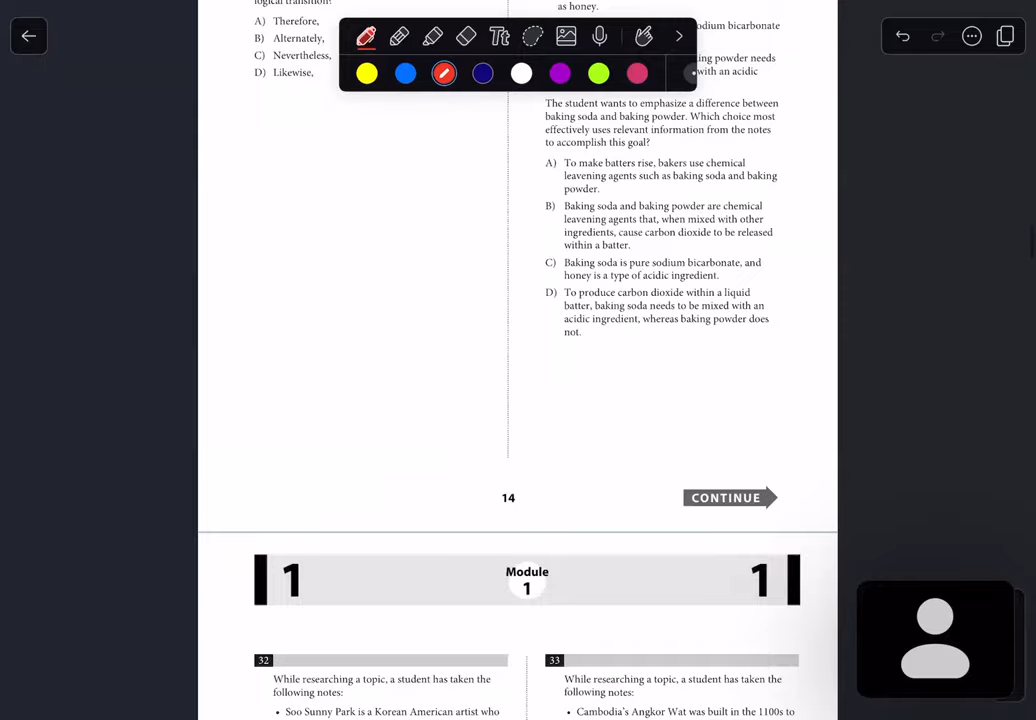 logical transition?
A) Therefore,
B) Alternately,
C) Nevertheless,
D) Likewise,
as honey.
odium bicarbonate
ing powder needs
with an acidic
The student wants to emphasize a difference between
baking soda and baking powder. Which choice most
effectively uses relevant information from the notes
to accomplish this goal?
A) To make batters rise, bakers use chemical
leavening agents such as baking soda and baking
powder.
B) Baking soda and baking powder are chemical
leavening agents that, when mixed with other
ingredients, cause carbon dioxide to be released
within a batter.
C) Baking soda is pure sodium bicarbonate, and
honey is a type of acidic ingredient.
D) To produce carbon dioxide within a liquid
batter, baking soda needs to be mixed with an
acidic ingredient, whereas baking powder does
not.
14
CONTINUE
1
Module
1
1
32
While researching a topic, a student has taken the
following notes:
• Soo Sunny Park is a Korean American artist who
33
While researching a topic, a student has taken the
following notes:
• Cambodia's Angkor Wat was built in the 1100s to
Tt